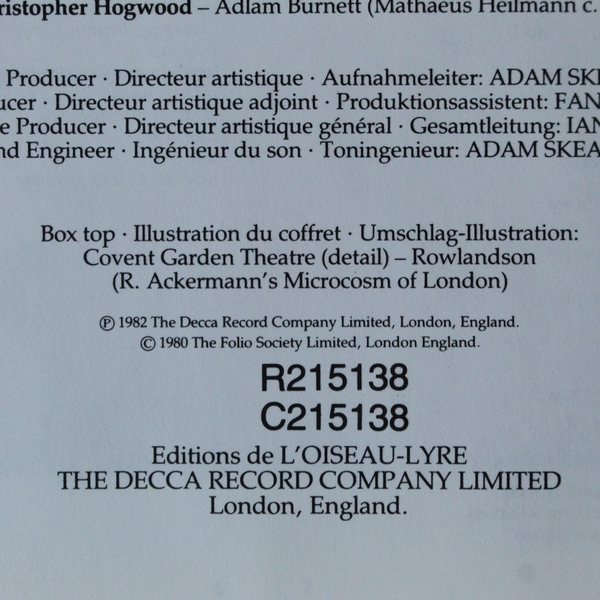 ristopher Hogwood – Adlam Burnett (Mathaeus Heilmann c.
Producer · Directeur artistique · Aufnahmeleiter: ADAM SKE
ucer · Directeur artistique adjoint · Produktionsassistent: FAN
e Producer · Directeur artistique général · Gesamtleitung: IAN
nd Engineer · Ingénieur du son · Toningenieur: ADAM SKEA
Box top · Illustration du coffret · Umschlag-Illustration:
Covent Garden Theatre (detail) – Rowlandson
(R. Ackermann's Microcosm of London)
℗ 1982 The Decca Record Company Limited, London, England.
© 1980 The Folio Society Limited, London England.
R215138
C215138
Editions de L'OISEAU-LYRE
THE DECCA RECORD COMPANY LIMITED
London, England.